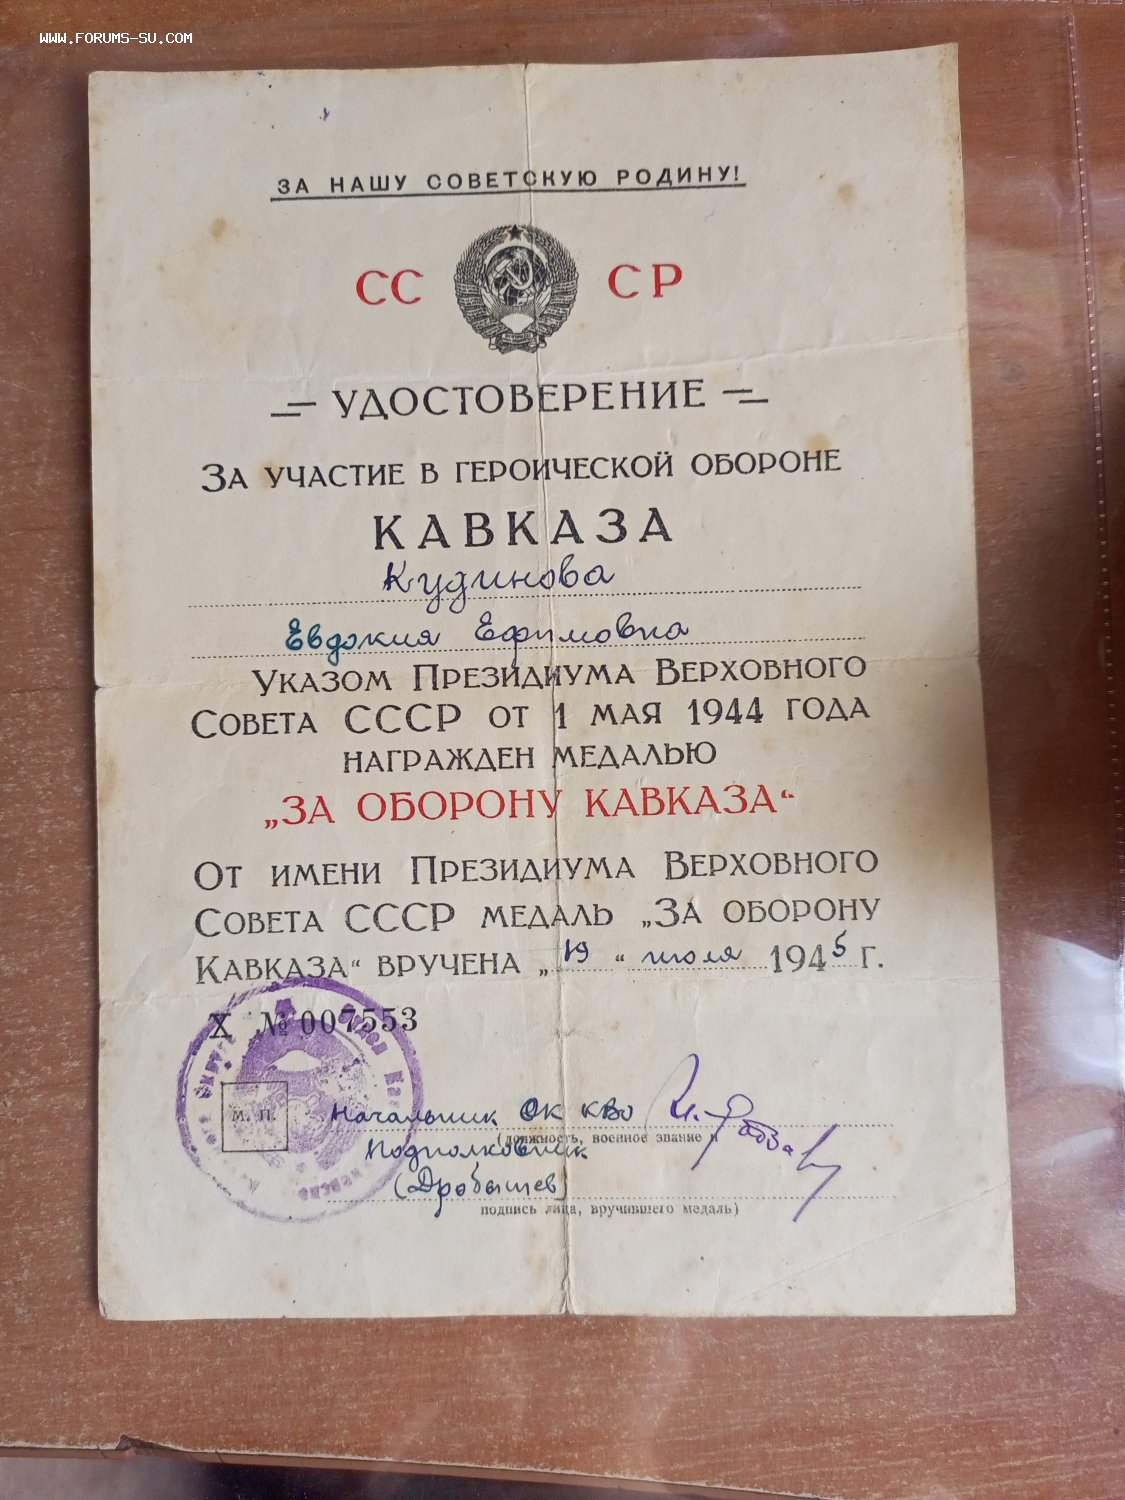 WWW.FORUMS-SU.COM
ЗА НАШУ СОВЕТСКУЮ РОДИНУ!
СС СР
УДОСТОВЕРЕНИЕ
ЗА УЧАСТИЕ В ГЕРОИЧЕСКОЙ ОБОРОНЕ
КАВКАЗА
Кудинова
Евдокия Ефимовна
УКАЗОМ ПРЕЗИДИУМА ВЕРХОВНОГО
СОВЕТА СССР ОТ 1 МАЯ 1944 ГОДА
НАГРАЖДЕН МЕДАЛЬЮ
„ЗА ОБОРОНУ КАВКАЗА“
ОТ ИМЕНИ ПРЕЗИДИУМА ВЕРХОВНОГО
СОВЕТА СССР МЕДАЛЬ „ЗА ОБОРОНУ
КАВКАЗА“ ВРУЧЕНА „19“ июля 1945 Г.
X № 007553
М. П.
Начальник ОК КВО
(должность, военное звание и
Подполковник
(Дробышев)
подпись лица, вручившего медаль)